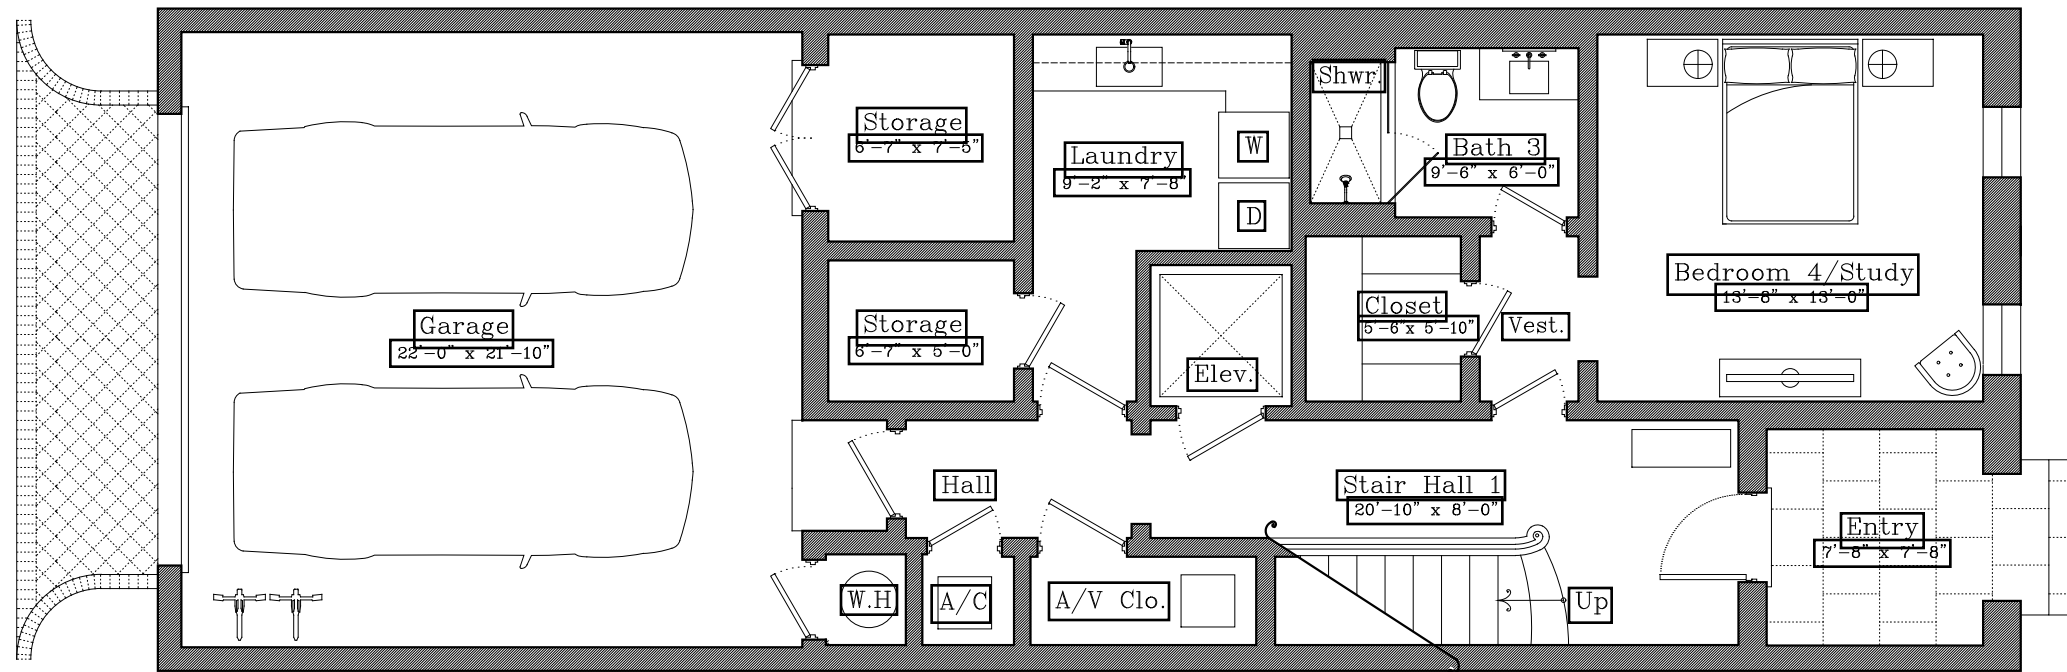 Shwr.
Storage
6'-7" x 7'-5"
Laundry
9'-2" x 7'-8"
W
D
Bath 3
9'-6" x 6'-0"
Bedroom 4/Study
13'-8" x 13'-0"
Garage
22'-0" x 21'-10"
Storage
6'-7" x 5'-0"
Elev.
Closet
5'-6"x 5'-10"
Vest.
Hall
Stair Hall 1
20'-10" x 8'-0"
Entry
7'-8" x 7'-8"
W.H
A/C
A/V Clo.
Up